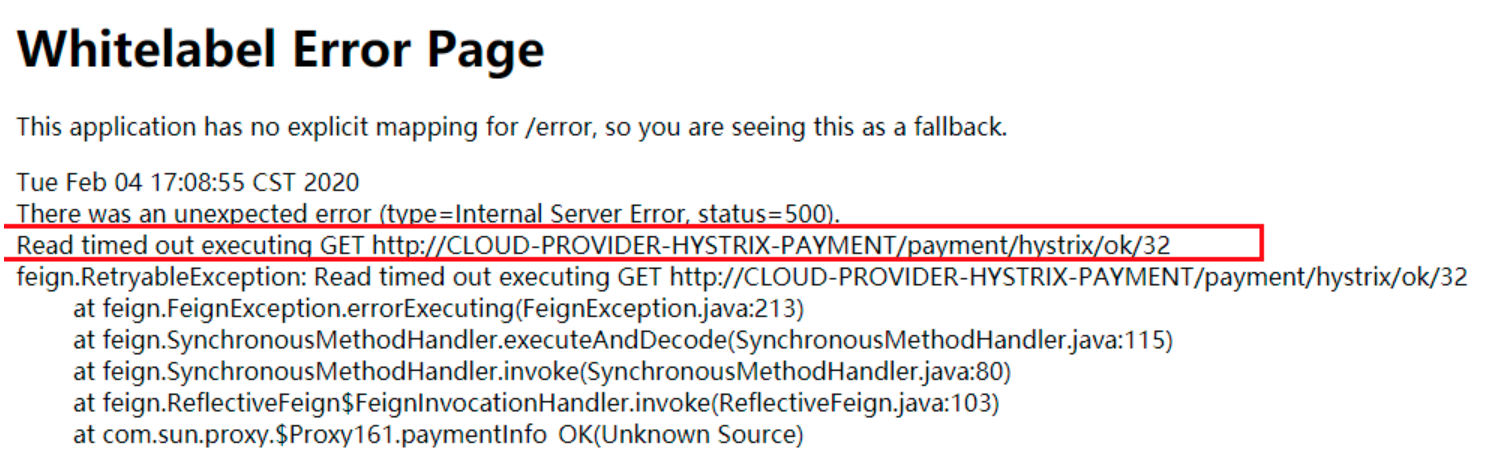 Whitelabel Error Page
This application has no explicit mapping for /error, so you are seeing this as a fallback.
Tue Feb 04 17:08:55 CST 2020
There was an unexpected error (type=Internal Server Error, status=500).
Read timed out executing GET http://CLOUD-PROVIDER-HYSTRIX-PAYMENT/payment/hystrix/ok/32
feign.RetryableException: Read timed out executing GET http://CLOUD-PROVIDER-HYSTRIX-PAYMENT/payment/hystrix/ok/32
at feign.FeignException.errorExecuting(FeignException.java:213)
at feign.SynchronousMethodHandler.executeAndDecode(SynchronousMethodHandler.java:115)
at feign.SynchronousMethodHandler.invoke(SynchronousMethodHandler.java:80)
at feign.ReflectiveFeign$FeignInvocationHandler.invoke(ReflectiveFeign.java:103)
at com.sun.proxy.$Proxy161.paymentInfo_OK(Unknown Source)